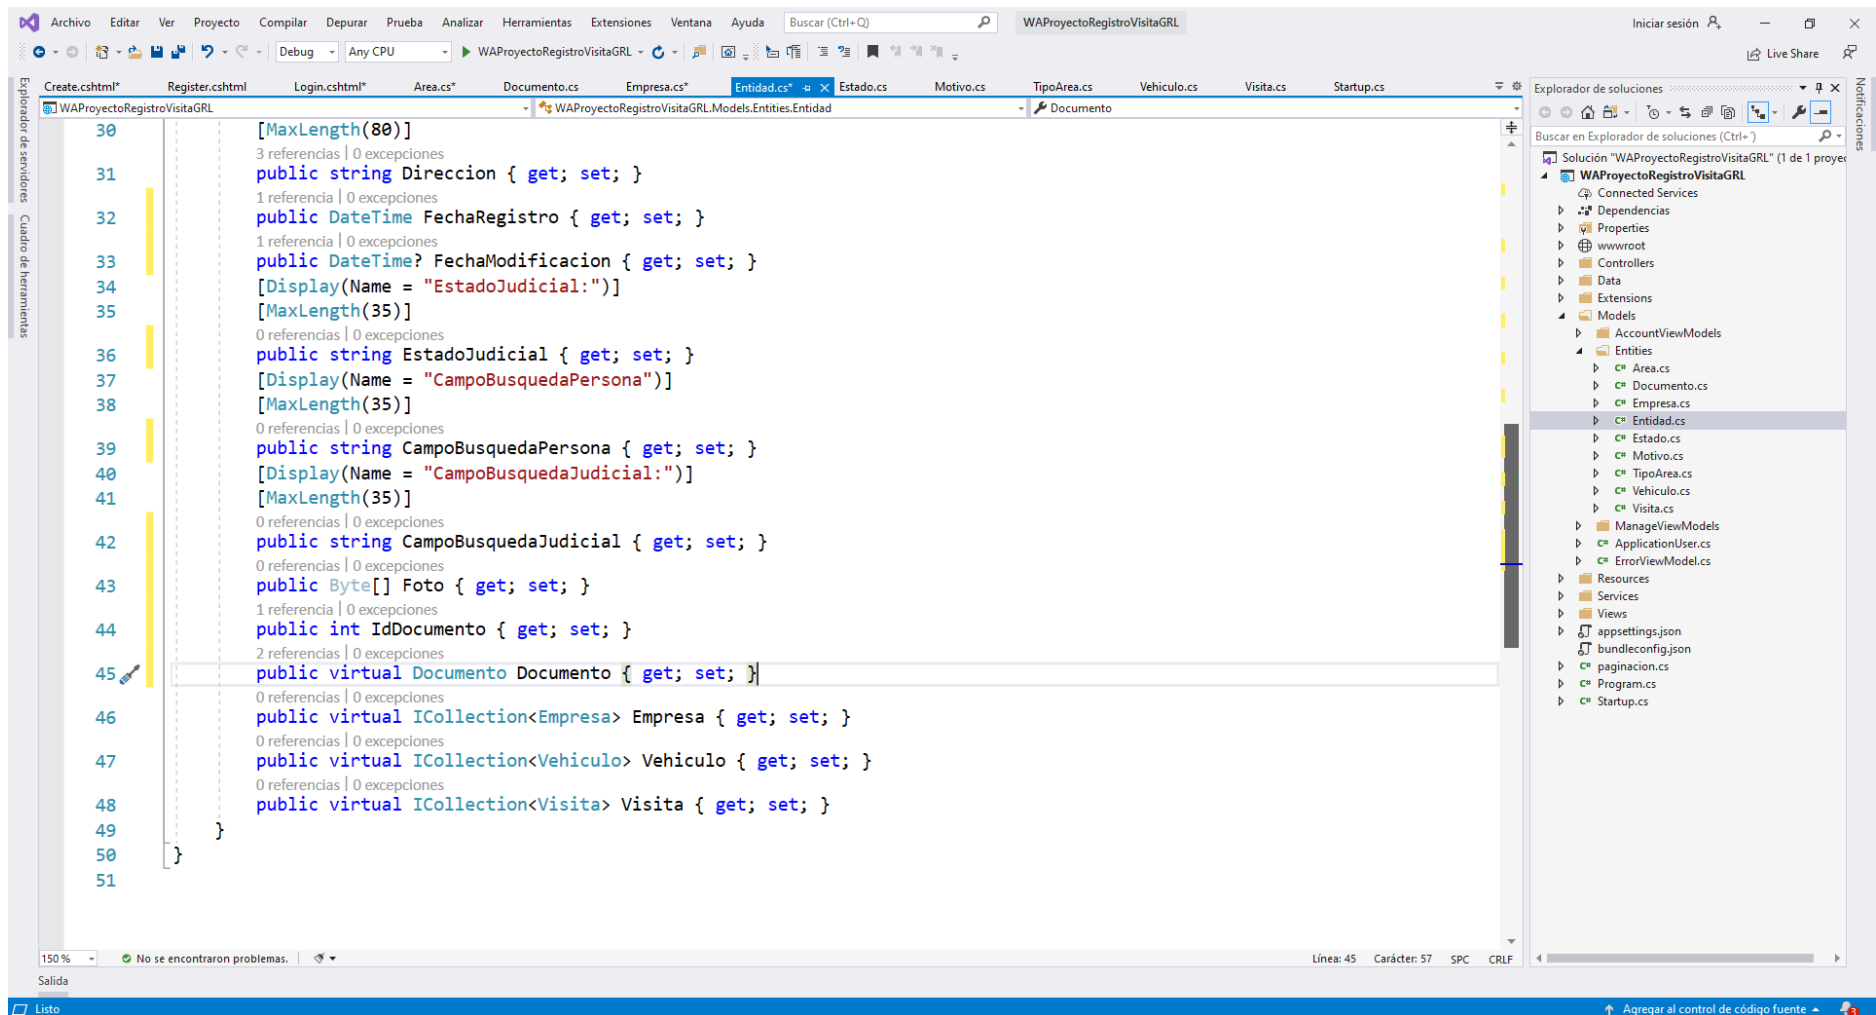 Archivo Editar Ver Proyecto Compilar Depurar Prueba Analizar Herramientas Extensiones Ventana Ayuda Buscar (Ctrl+Q) WAProyectoRegistroVisitaGRL Iniciar sesión
Debug Any CPU WAProyectoRegistroVisitaGRL Live Share
Create.cshtml* Register.cshtml Login.cshtml* Area.cs* Documento.cs Empresa.cs* Entidad.cs* Estado.cs Motivo.cs TipoArea.cs Vehiculo.cs Visita.cs Startup.cs
WAProyectoRegistroVisitaGRL WAProyectoRegistroVisitaGRL.Models.Entities.Entidad Documento
Explorador de servidores
Cuadro de herramientas
30 [MaxLength(80)]
3 referencias | 0 excepciones
31 public string Direccion { get; set; }
1 referencia | 0 excepciones
32 public DateTime FechaRegistro { get; set; }
1 referencia | 0 excepciones
33 public DateTime? FechaModificacion { get; set; }
34 [Display(Name = "EstadoJudicial:")]
35 [MaxLength(35)]
0 referencias | 0 excepciones
36 public string EstadoJudicial { get; set; }
37 [Display(Name = "CampoBusquedaPersona")]
38 [MaxLength(35)]
0 referencias | 0 excepciones
39 public string CampoBusquedaPersona { get; set; }
40 [Display(Name = "CampoBusquedaJudicial:")]
41 [MaxLength(35)]
0 referencias | 0 excepciones
42 public string CampoBusquedaJudicial { get; set; }
0 referencias | 0 excepciones
43 public Byte[] Foto { get; set; }
1 referencia | 0 excepciones
44 public int IdDocumento { get; set; }
2 referencias | 0 excepciones
45 public virtual Documento Documento { get; set; }
0 referencias | 0 excepciones
46 public virtual ICollection<Empresa> Empresa { get; set; }
0 referencias | 0 excepciones
47 public virtual ICollection<Vehiculo> Vehiculo { get; set; }
0 referencias | 0 excepciones
48 public virtual ICollection<Visita> Visita { get; set; }
49 }
50 }
51
150 % No se encontraron problemas. Línea: 45 Carácter: 57 SPC CRLF
Salida
Listo
Agregar al control de código fuente 3
Explorador de soluciones
Buscar en Explorador de soluciones (Ctrl+´)
Solución "WAProyectoRegistroVisitaGRL" (1 de 1 proyec
WAProyectoRegistroVisitaGRL
Connected Services
Dependencias
Properties
wwwroot
Controllers
Data
Extensions
Models
AccountViewModels
Entities
C# Area.cs
C# Documento.cs
C# Empresa.cs
C# Entidad.cs
C# Estado.cs
C# Motivo.cs
C# TipoArea.cs
C# Vehiculo.cs
C# Visita.cs
ManageViewModels
C# ApplicationUser.cs
C# ErrorViewModel.cs
Resources
Services
Views
appsettings.json
bundleconfig.json
C# paginacion.cs
C# Program.cs
C# Startup.cs
Notificaciones